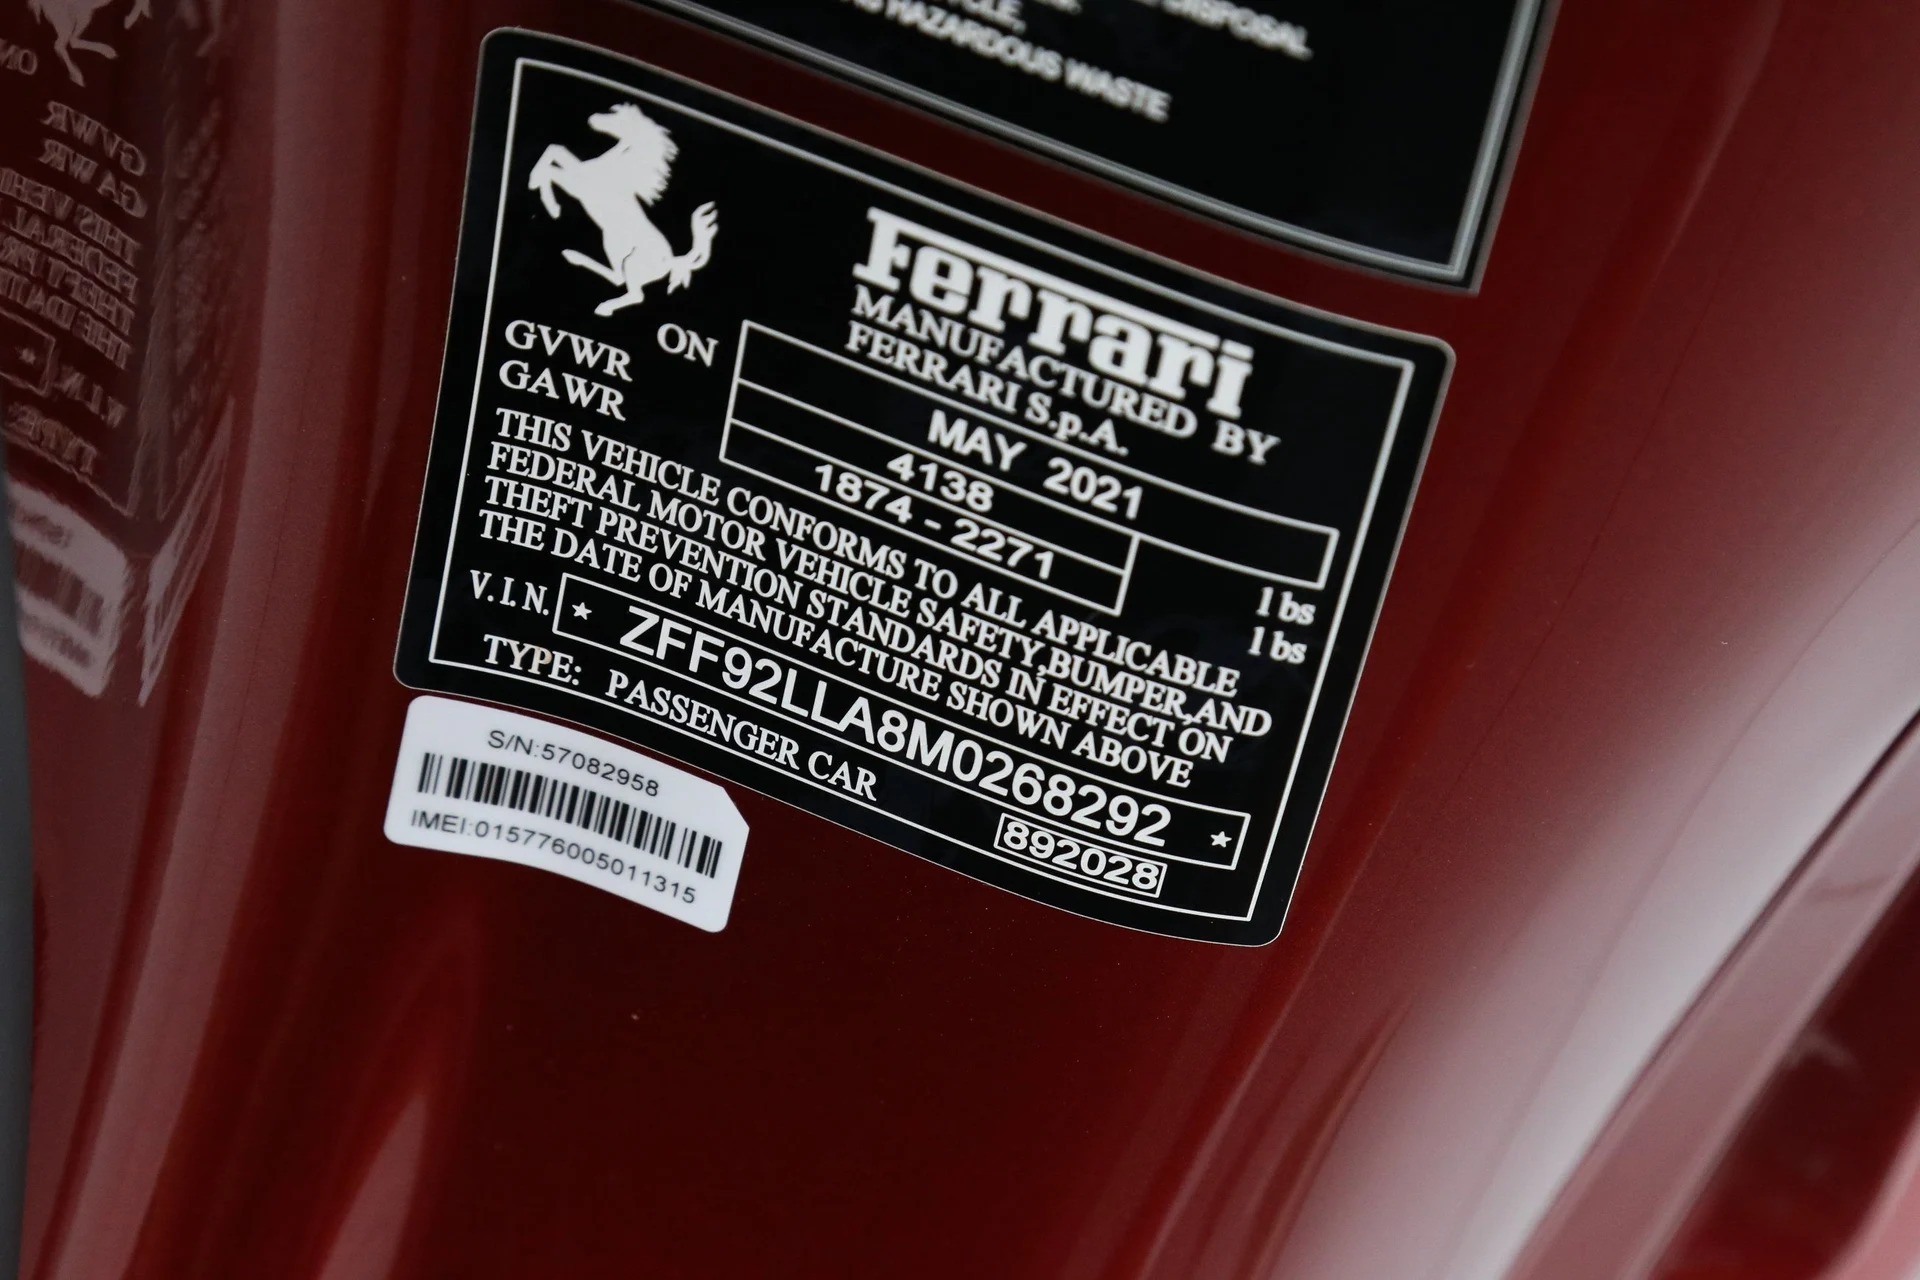 DISPOSAL
HAZARDOUS WASTE
Ferrari
MANUFACTURED BY
FERRARI S.p.A.
ON MAY 2021
GVWR 4138 lbs
GAWR 1874 - 2271 lbs
THIS VEHICLE CONFORMS TO ALL APPLICABLE
FEDERAL MOTOR VEHICLE SAFETY,BUMPER,AND
THEFT PREVENTION STANDARDS IN EFFECT ON
THE DATE OF MANUFACTURE SHOWN ABOVE
V.I.N. ★ ZFF92LLA8M0268292 ★
TYPE: PASSENGER CAR 892028
S/N:57082958
IMEI:015776005011315